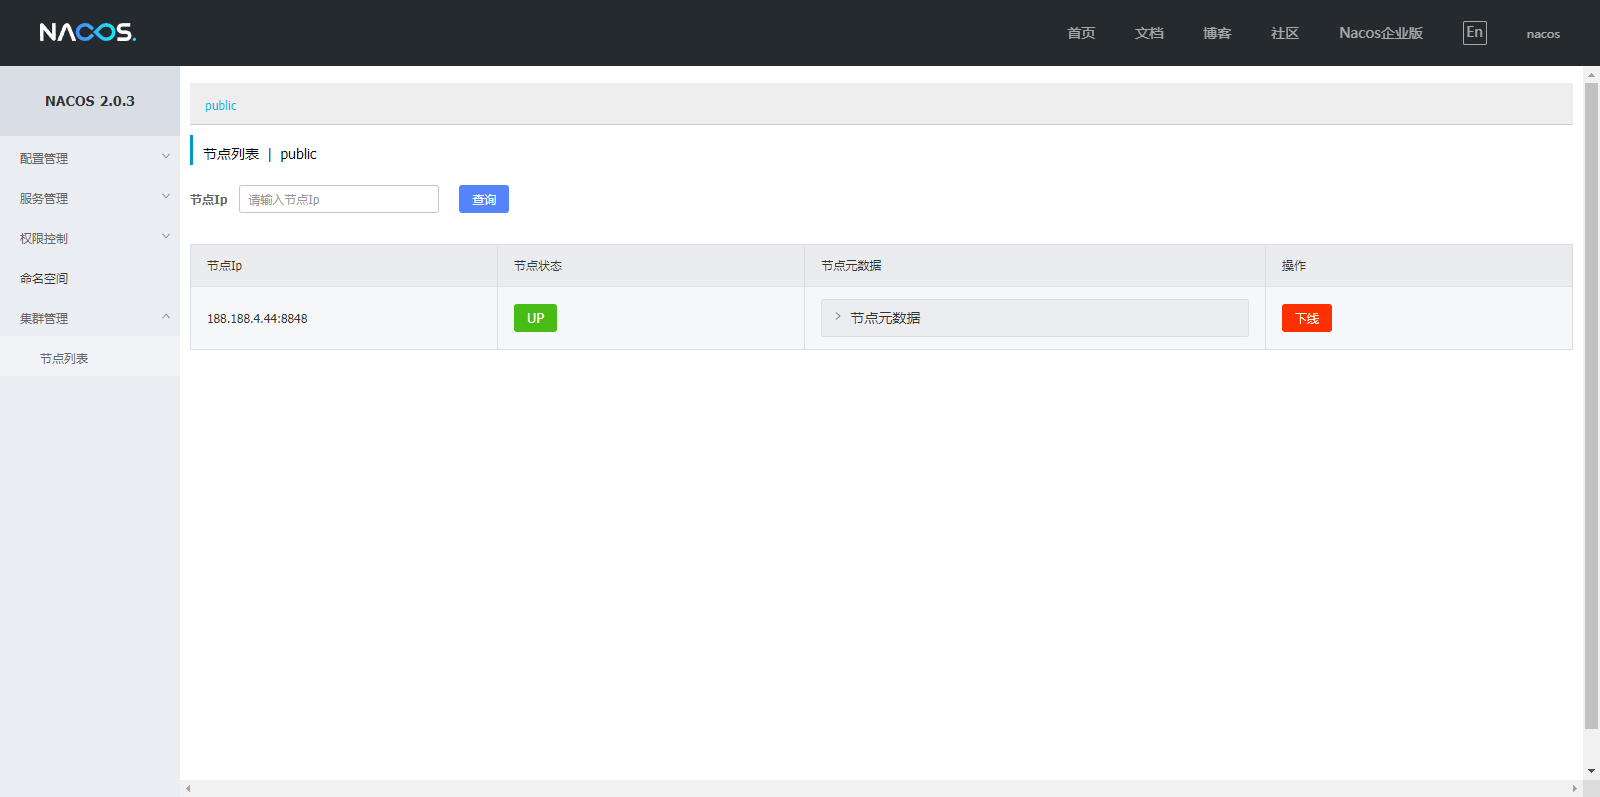 NACOS.
首页 文档 博客 社区 Nacos企业版 En nacos
NACOS 2.0.3
配置管理
服务管理
权限控制
命名空间
集群管理
节点列表
public
节点列表 | public
节点Ip 请输入节点Ip 查询
节点Ip 节点状态 节点元数据 操作
188.188.4.44:8848 UP 节点元数据 下线